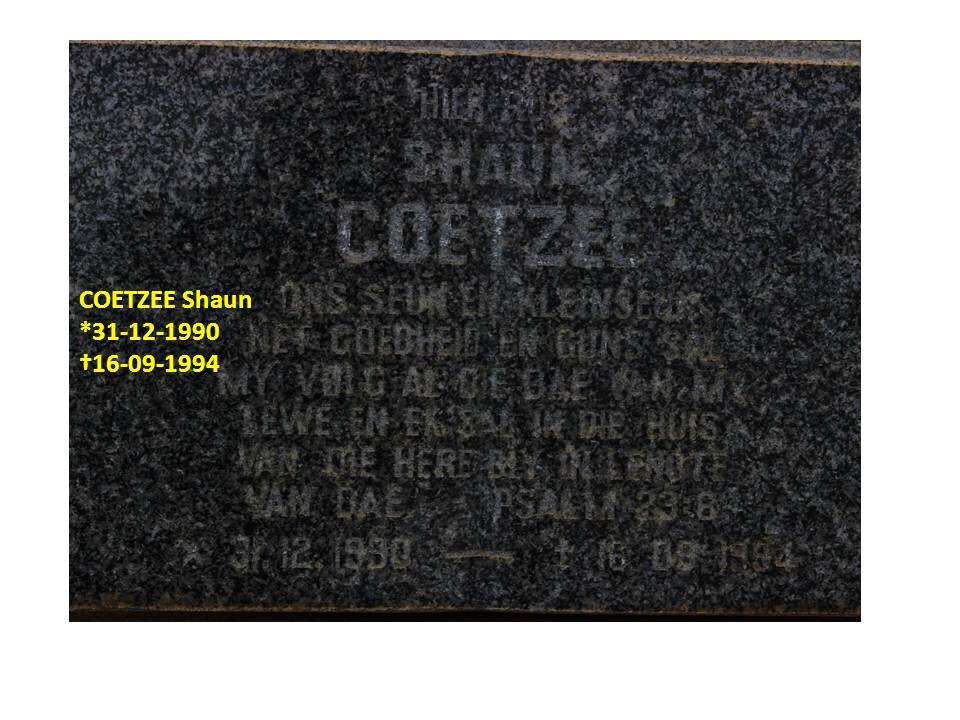 HIER RUS
SHAUN
COETZEE
ONS SEUN EN KLEINSEUN
NET GOEDHEID EN GUNS SAL
MY VOLG AL DIE DAE VAN MY
LEWE EN EK SAL IN DIE HUIS
VAN DIE HERE BLY IN LENGTE
VAN DAE PSALM 23:6
* 31.12.1990 — † 16 09 1994
COETZEE Shaun
*31-12-1990
†16-09-1994